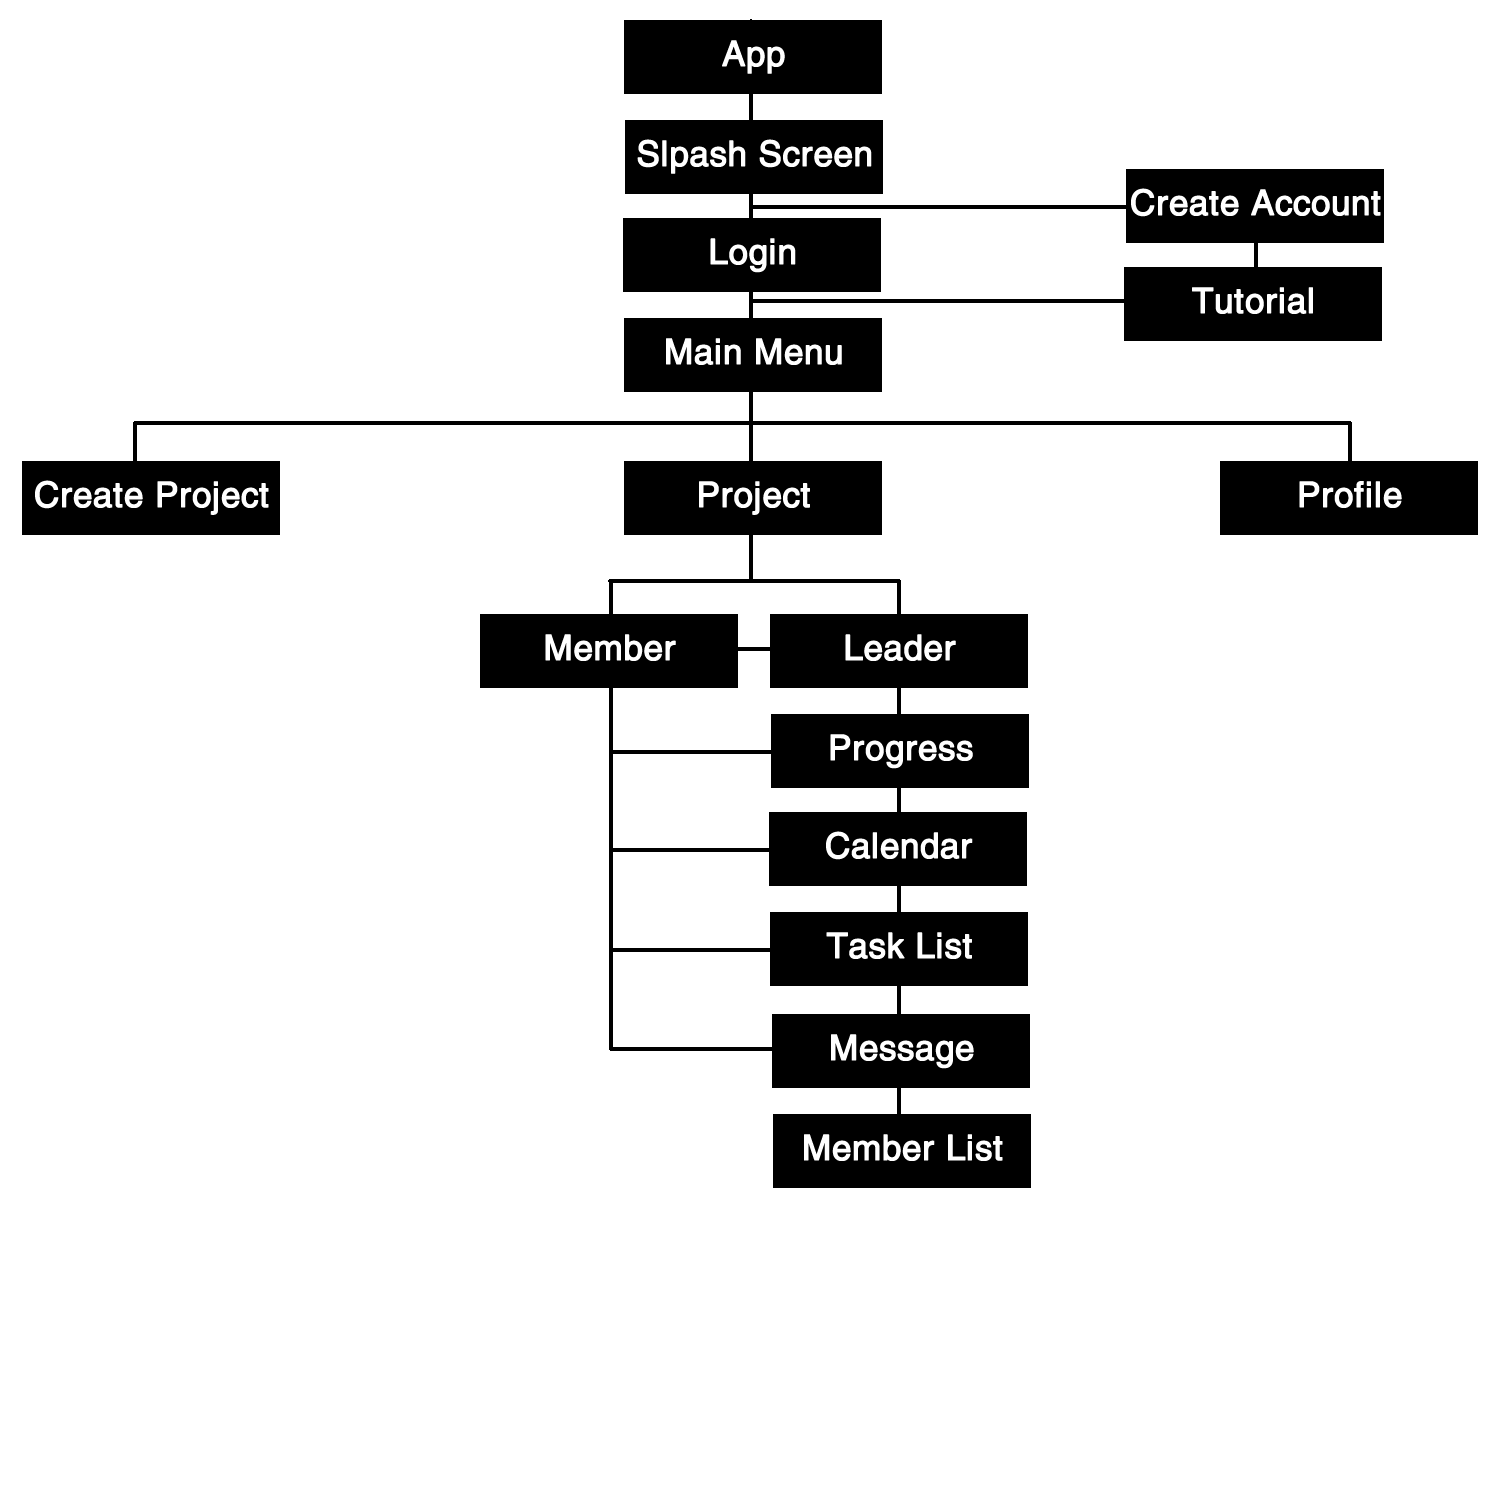 App
Slpash Screen
Create Account
Login
Tutorial
Main Menu
Create Project
Project
Profile
Member
Leader
Progress
Calendar
Task List
Message
Member List